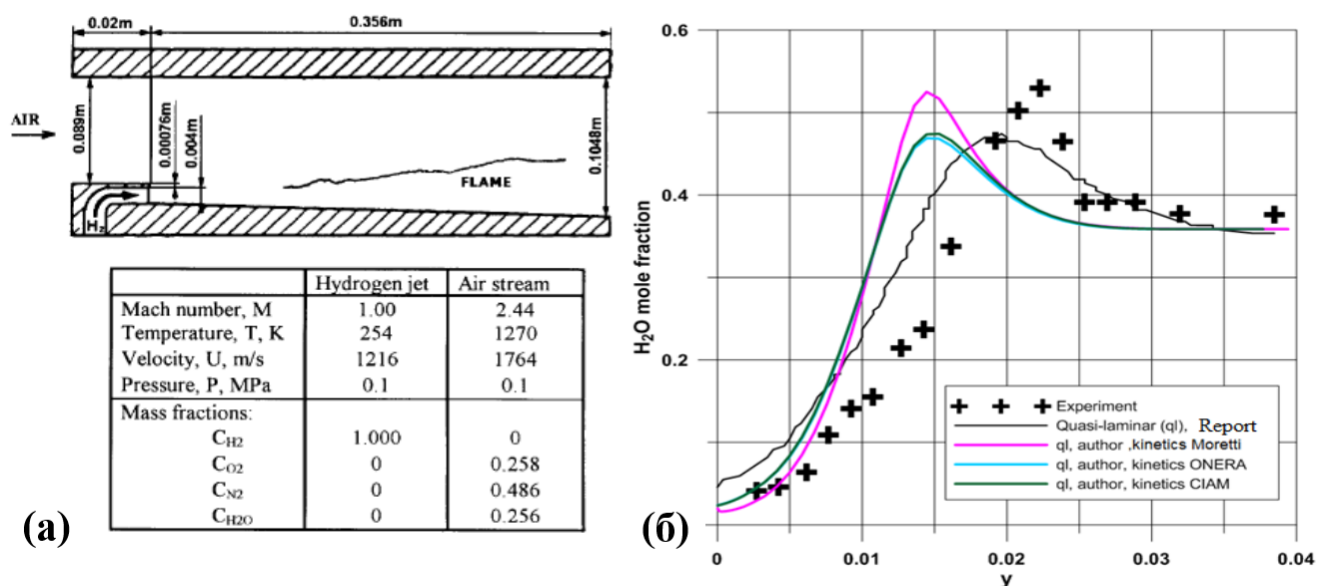 0.02m
0.356m
AIR
0.089m
0.00076m
0.004m
0.1048m
FLAME
H₂
Hydrogen jet Air stream
Mach number, M 1.00 2.44
Temperature, T, K 254 1270
Velocity, U, m/s 1216 1764
Pressure, P, MPa 0.1 0.1
Mass fractions:
C_H2 1.000 0
C_O2 0 0.258
C_N2 0 0.486
C_H2O 0 0.256
(а)
0.6
0.4
0.2
H₂O mole fraction
Experiment
Quasi-laminar (ql), Report
ql, author ,kinetics Moretti
ql, author, kinetics ONERA
ql, author, kinetics CIAM
0 0.01 0.02 0.03 0.04
y
(б)